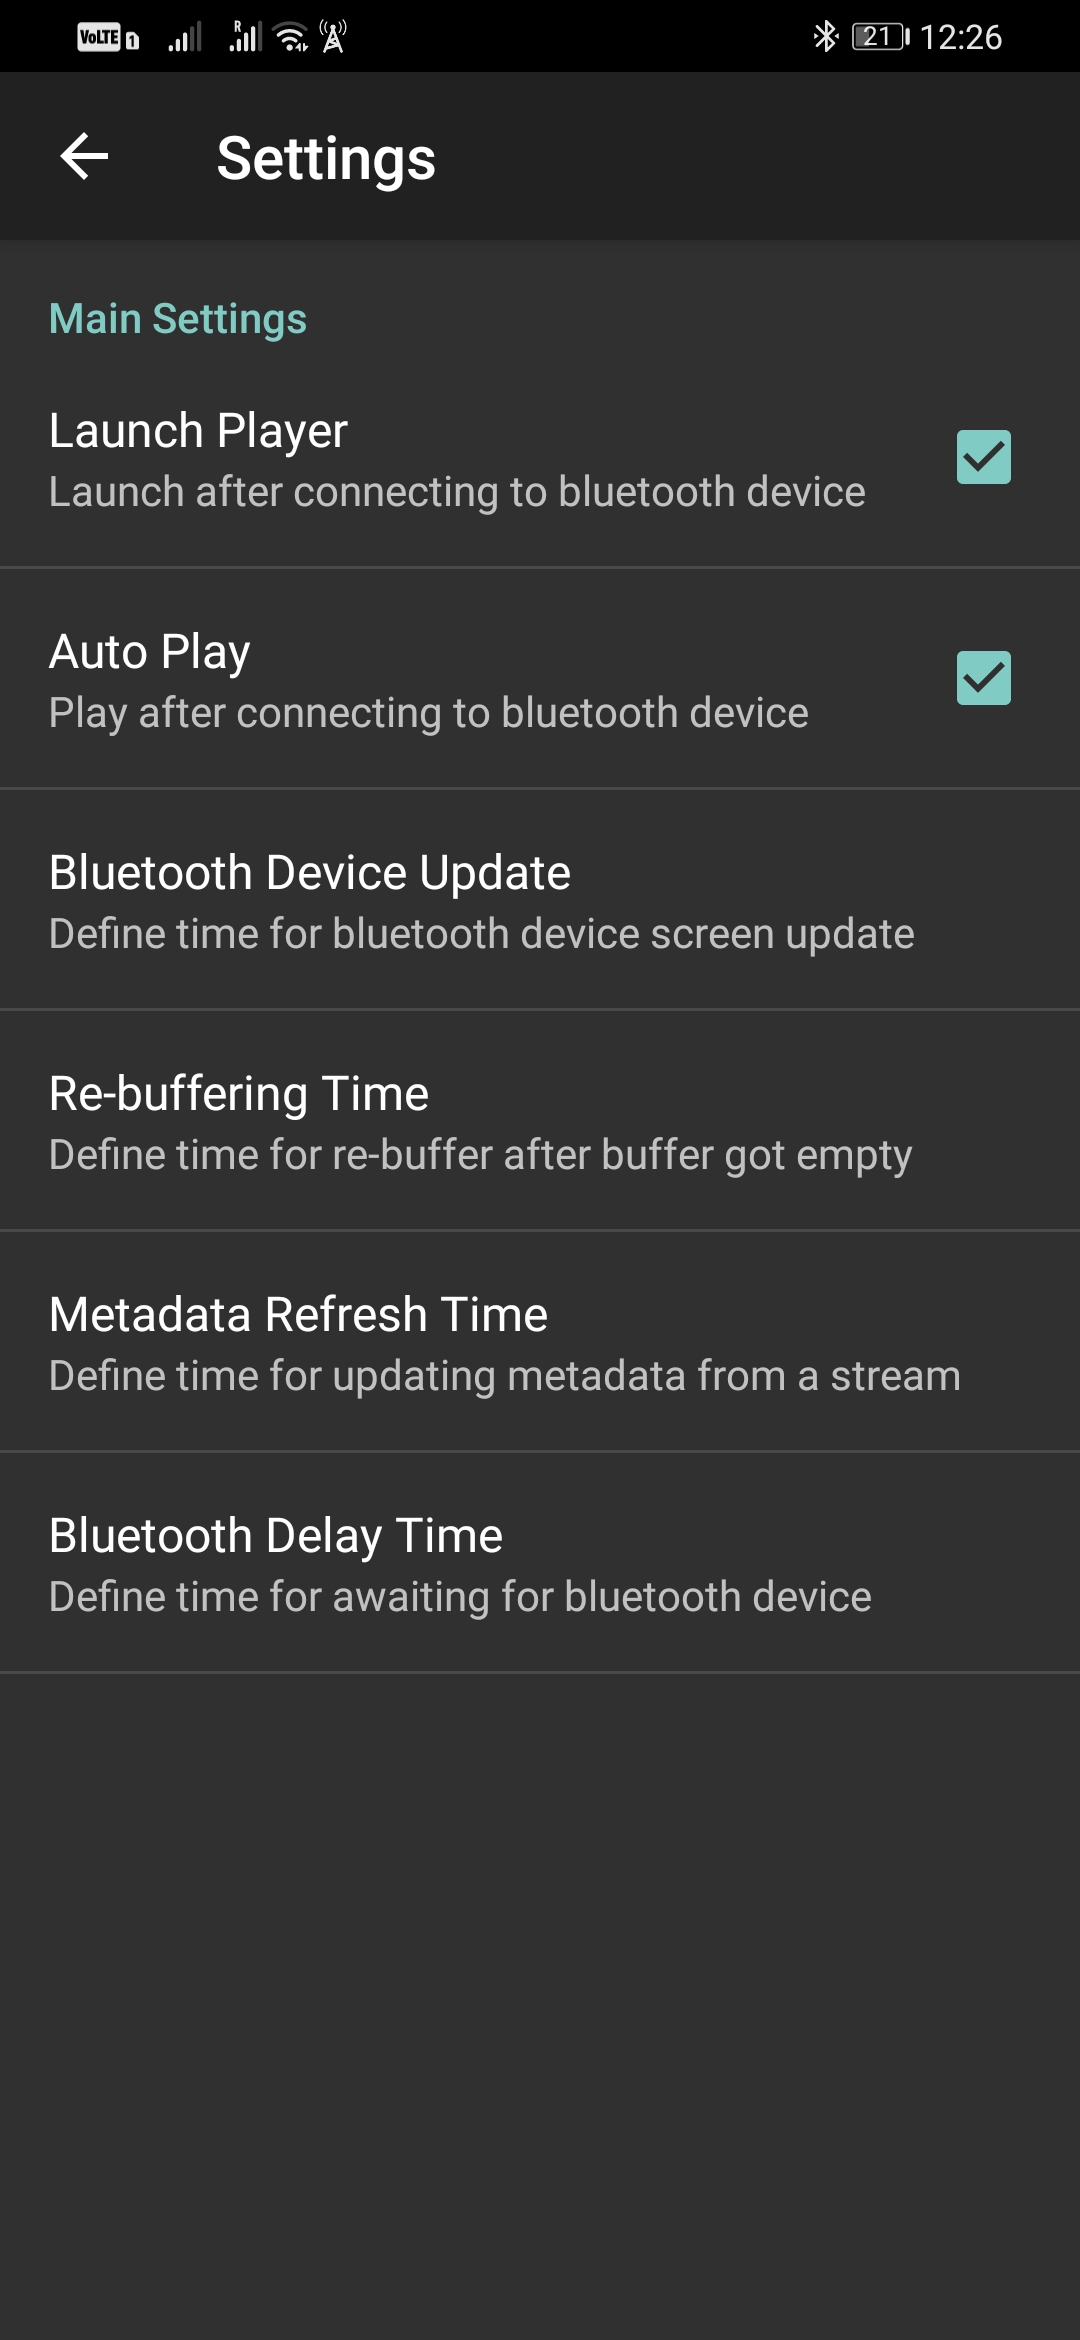 VoLTE 1 R 21 12:26
Settings
Main Settings
Launch Player
Launch after connecting to bluetooth device
Auto Play
Play after connecting to bluetooth device
Bluetooth Device Update
Define time for bluetooth device screen update
Re-buffering Time
Define time for re-buffer after buffer got empty
Metadata Refresh Time
Define time for updating metadata from a stream
Bluetooth Delay Time
Define time for awaiting for bluetooth device